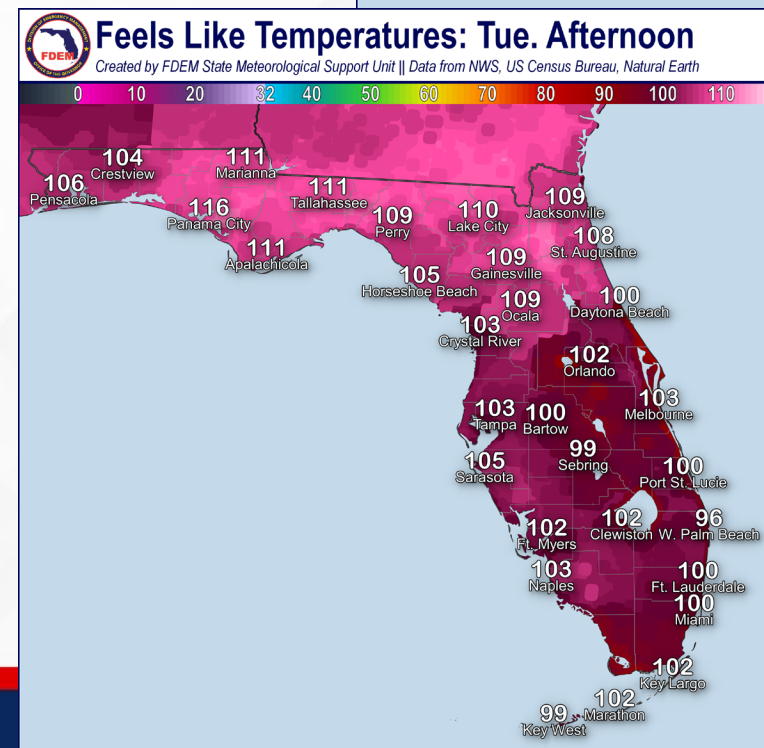 Feels Like Temperatures: Tue. Afternoon
FDEM
Created by FDEM State Meteorological Support Unit || Data from NWS, US Census Bureau, Natural Earth
0 10 20 32 40 50 60 70 80 90 100 110
104
Crestview
111
Marianna
106
Pensacola
111
Tallahassee
116
Panama City
109
Perry
110
Lake City
109
Jacksonville
108
St. Augustine
111
Apalachicola
109
Gainesville
105
Horseshoe Beach
109
Ocala
100
Daytona Beach
103
Crystal River
102
Orlando
103
Melbourne
103
Tampa
100
Bartow
99
Sebring
105
Sarasota
100
Port St. Lucie
102
Ft. Myers
102
Clewiston
96
W. Palm Beach
103
Naples
100
Ft. Lauderdale
100
Miami
102
Key Largo
102
Marathon
99
Key West